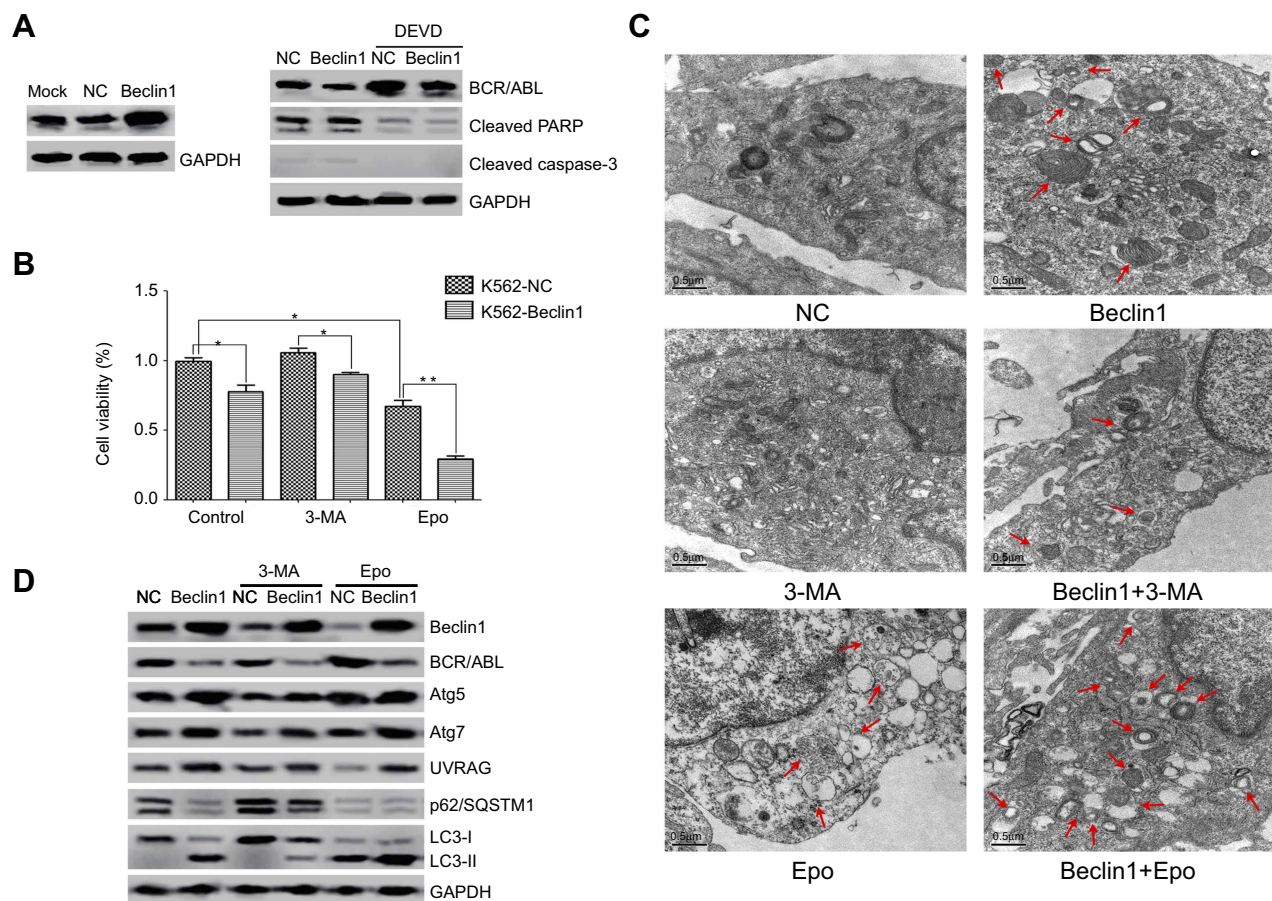 A
DEVD
NC Beclin1 NC Beclin1
Mock NC Beclin1
BCR/ABL
Cleaved PARP
GAPDH
Cleaved caspase-3
GAPDH
B
K562-NC
K562-Beclin1
Cell viability (%)
1.5
1.0
0.5
0.0
*
*
*
**
Control 3-MA Epo
C
0.5μm
NC
0.5μm
Beclin1
0.5μm
3-MA
0.5μm
Beclin1+3-MA
0.5μm
Epo
0.5μm
Beclin1+Epo
D
3-MA Epo
NC Beclin1 NC Beclin1 NC Beclin1
Beclin1
BCR/ABL
Atg5
Atg7
UVRAG
p62/SQSTM1
LC3-I
LC3-II
GAPDH